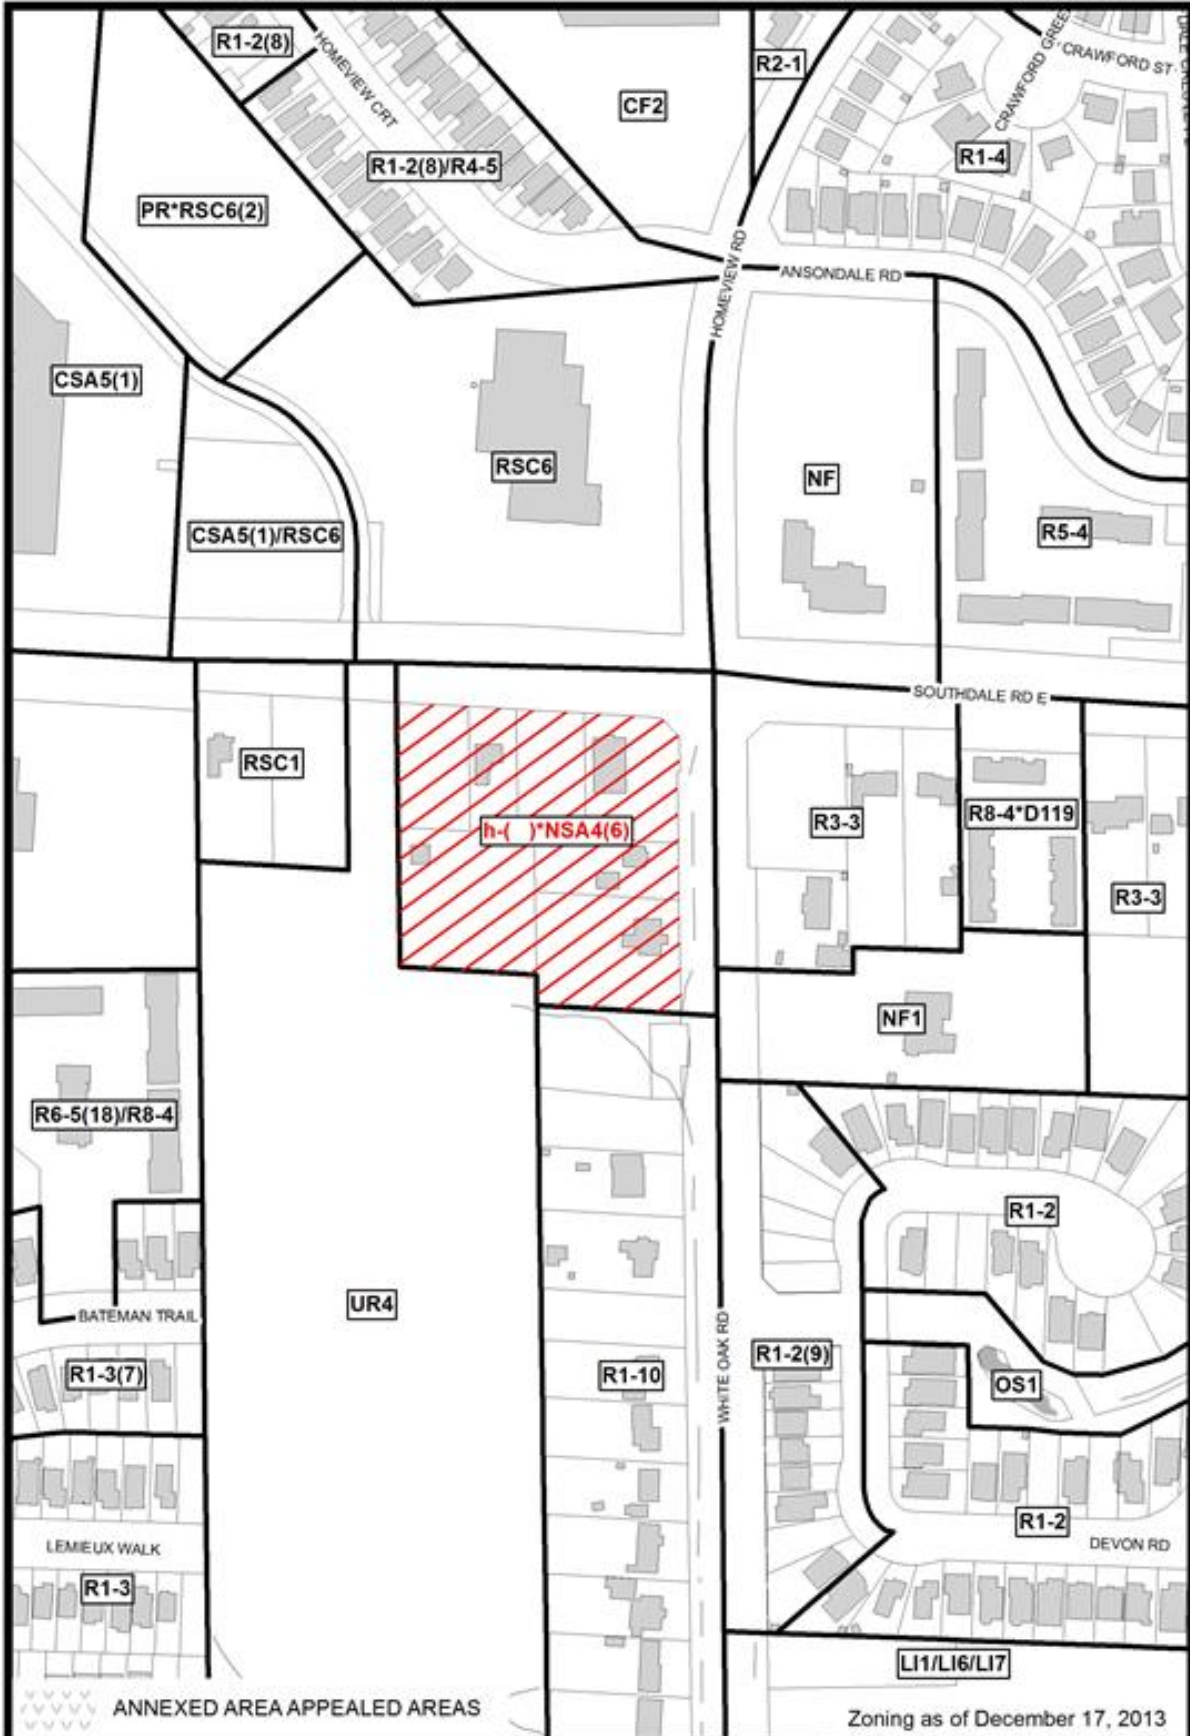 R1-2(8)
HOMEVIEW CRT
CF2
R2-1
CRAWFORD ST
CRAWFORD GREE
R1-4
R1-2(8)/R4-5
PR*RSC6(2)
HOMEVIEW RD
ANSONDALE RD
CSA5(1)
RSC6
NF
CSA5(1)/RSC6
R5-4
SOUTHDALE RD E
RSC1
h-( )*NSA4(6)
R3-3
R8-4*D119
R3-3
NF1
R6-5(18)/R8-4
R1-2
UR4
BATEMAN TRAIL
WHITE OAK RD
R1-2(9)
R1-3(7)
R1-10
OS1
R1-2
DEVON RD
LEMIEUX WALK
R1-3
LI1/LI6/LI7
ANNEXED AREA APPEALED AREAS
Zoning as of December 17, 2013